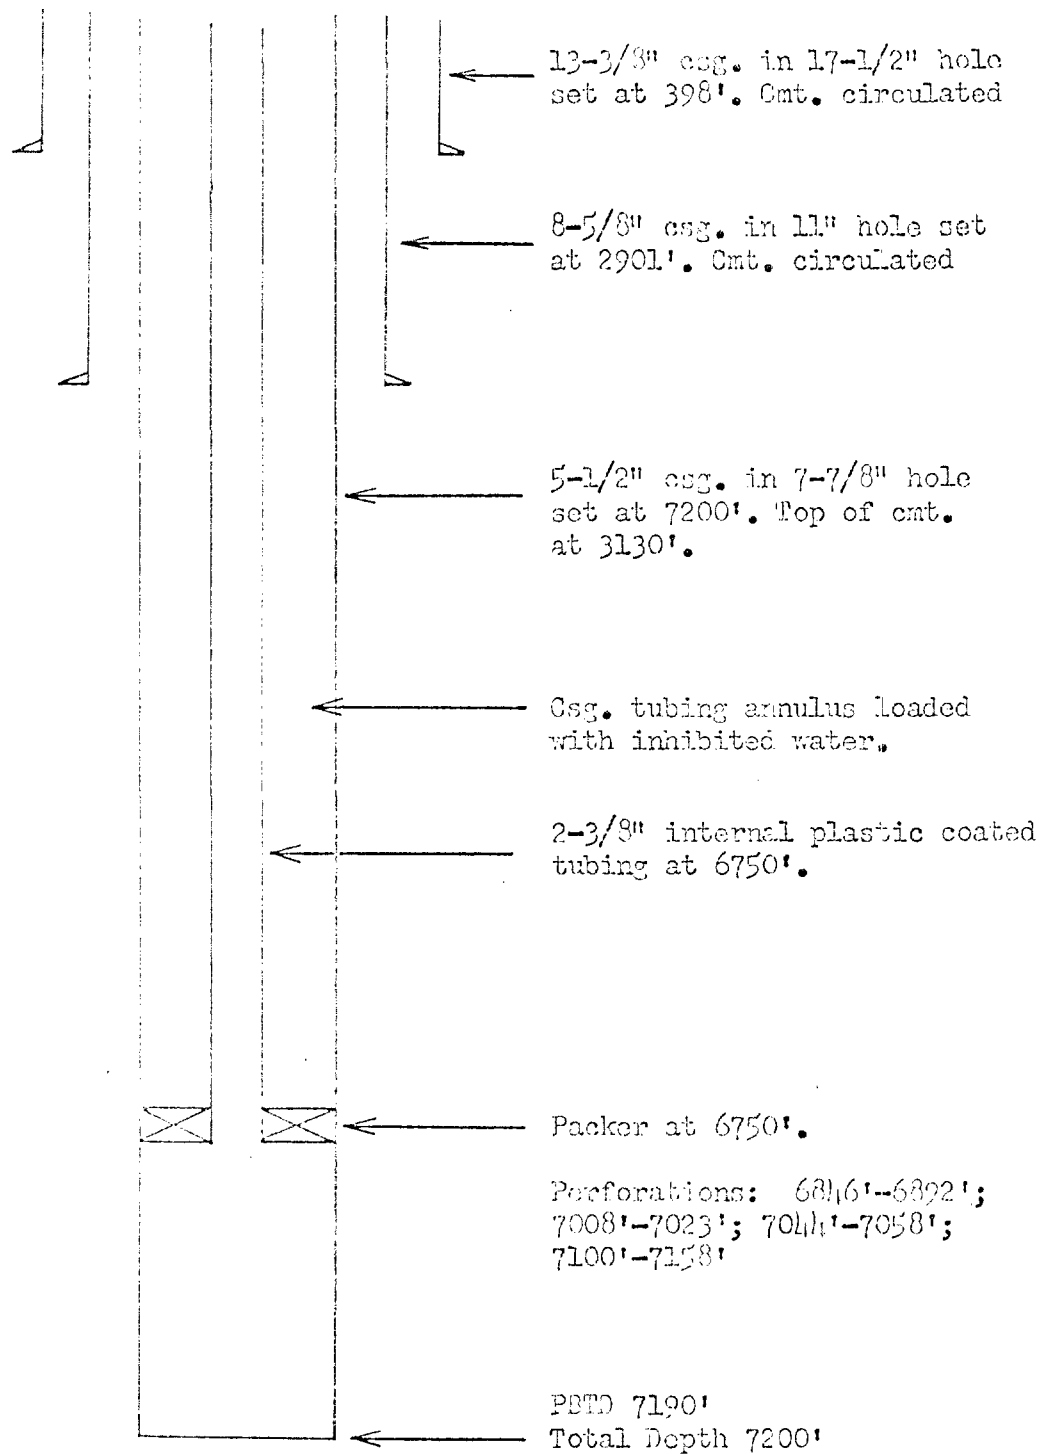 13-3/8" csg. in 17-1/2" hole
set at 398'. Cmt. circulated
8-5/8" csg. in 11" hole set
at 2901'. Cmt. circulated
5-1/2" csg. in 7-7/8" hole
set at 7200'. Top of cmt.
at 3130'.
Csg. tubing annulus loaded
with inhibited water.
2-3/8" internal plastic coated
tubing at 6750'.
Packer at 6750'.
Perforations: 6846'-6892';
7008'-7023'; 7044'-7058';
7100'-7158'
PBTD 7190'
Total Depth 7200'